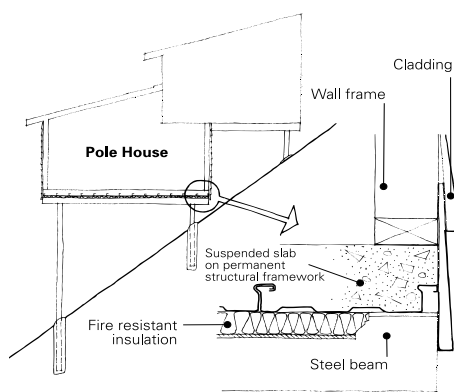 Cladding
Wall frame
Pole House
Suspended slab
on permanent
structural framework
Fire resistant
insulation
Steel beam